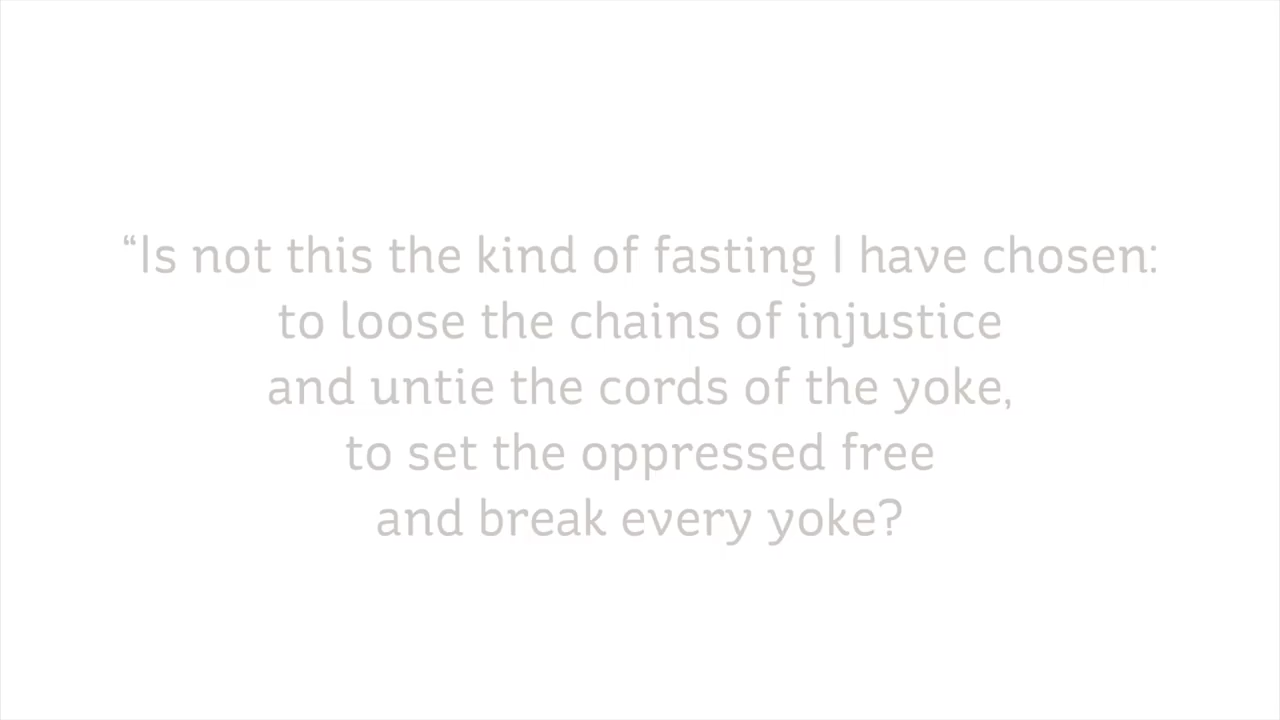 “Is not this the kind of fasting I have chosen:
to loose the chains of injustice
and untie the cords of the yoke,
to set the oppressed free
and break every yoke?